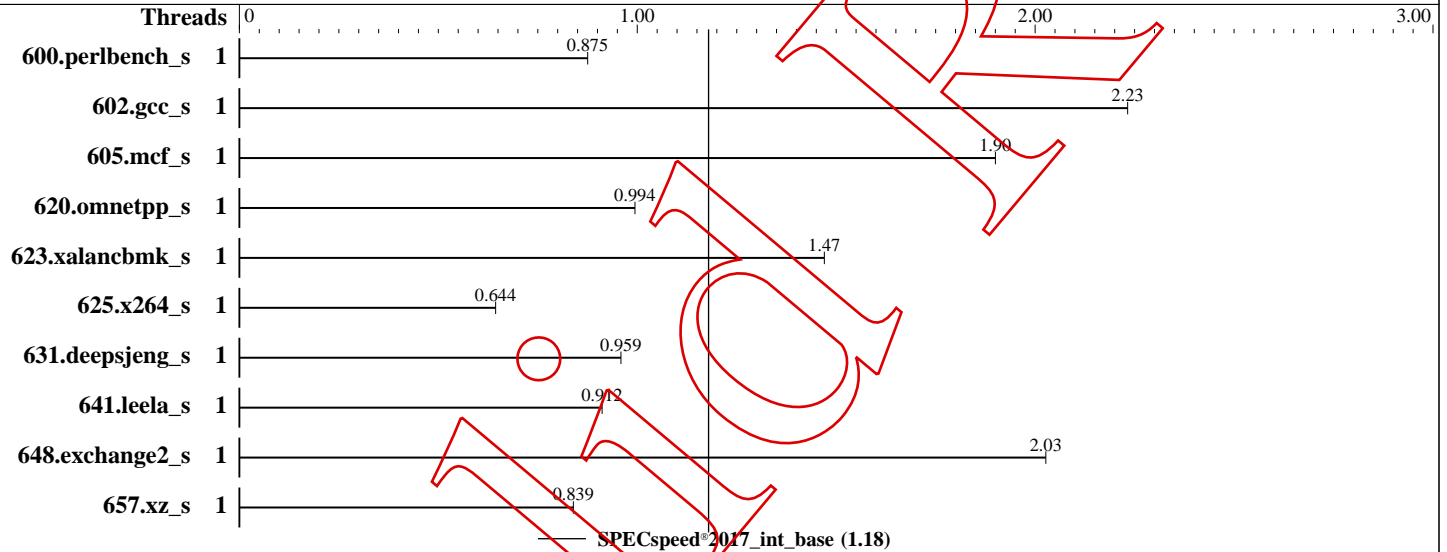 Threads 0 1.00 2.00 3.00
600.perlbench_s 1 0.875
602.gcc_s 1 2.23
605.mcf_s 1 1.90
620.omnetpp_s 1 0.994
623.xalancbmk_s 1 1.47
625.x264_s 1 0.644
631.deepsjeng_s 1 0.959
641.leela_s 1 0.912
648.exchange2_s 1 2.03
657.xz_s 1 0.839
SPECspeed®2017_int_base (1.18)